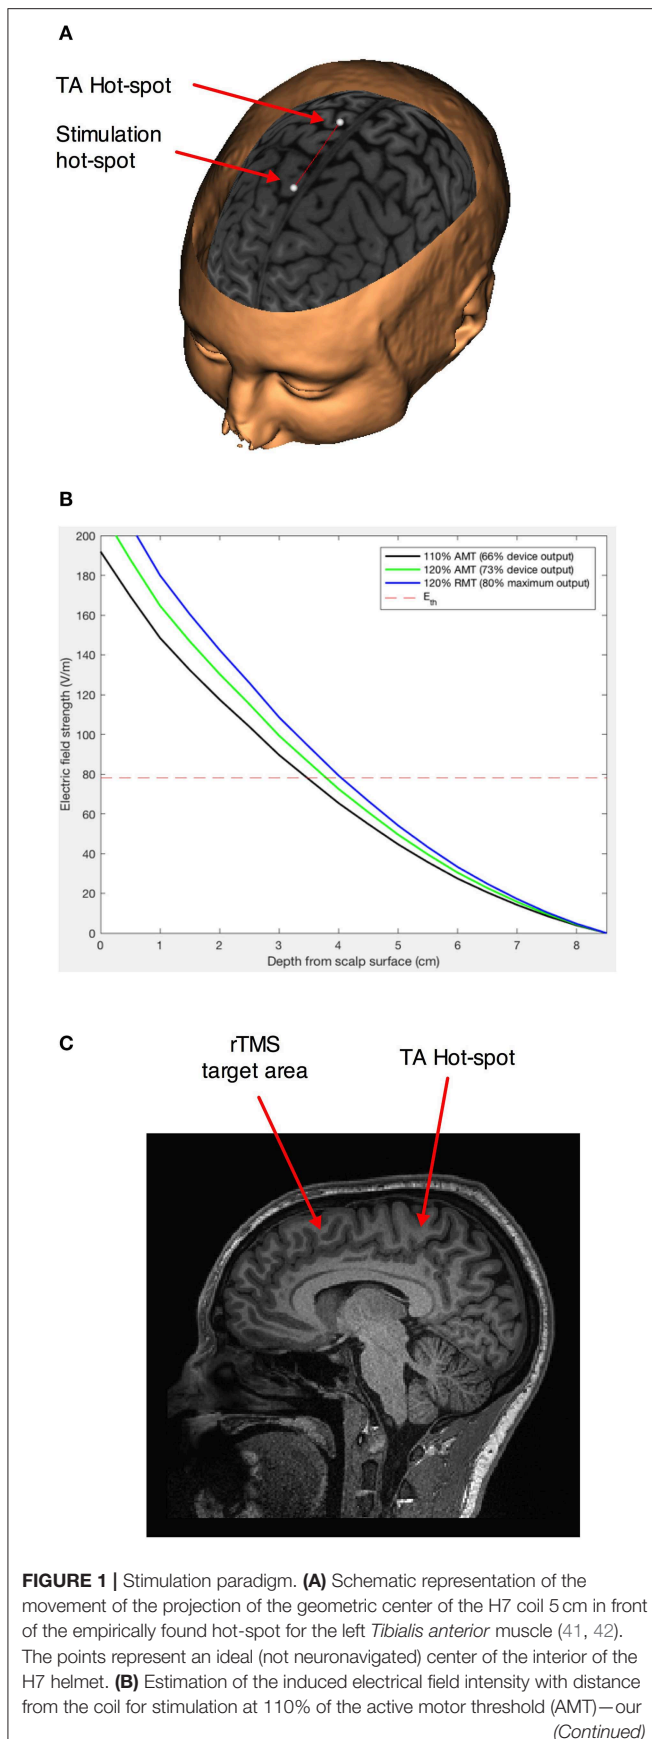 A
TA Hot-spot
Stimulation
hot-spot
B
200
180
160
140
120
100
80
60
40
20
0
Electric field strength (V/m)
110% AMT (66% device output)
120% AMT (73% device output)
120% RMT (80% maximum output)
E_th
0 1 2 3 4 5 6 7 8
Depth from scalp surface (cm)
C
rTMS
target area
TA Hot-spot
FIGURE 1 | Stimulation paradigm. (A) Schematic representation of the
movement of the projection of the geometric center of the H7 coil 5 cm in front
of the empirically found hot-spot for the left Tibialis anterior muscle (41, 42).
The points represent an ideal (not neuronavigated) center of the interior of the
H7 helmet. (B) Estimation of the induced electrical field intensity with distance
from the coil for stimulation at 110% of the active motor threshold (AMT)—our
(Continued)